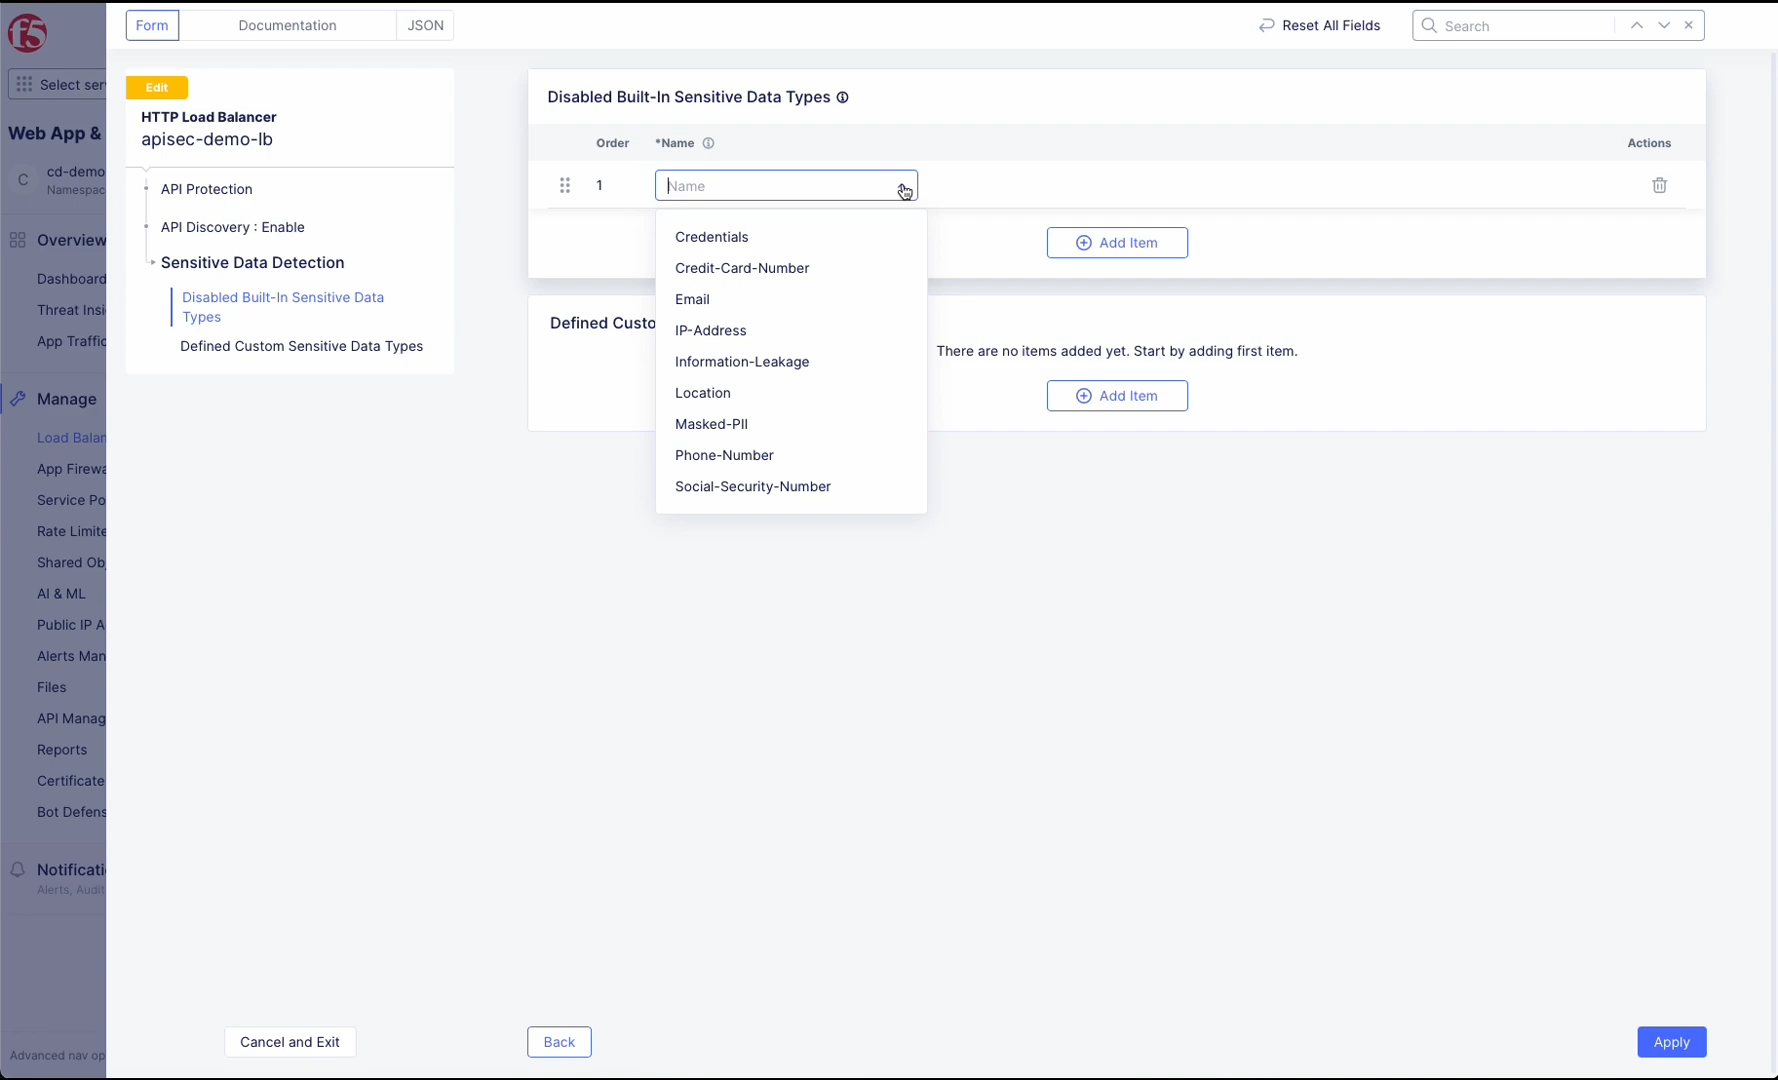 f5
Form
Documentation
JSON
Reset All Fields
Search
Select ser
Web App &
C
cd-demo
Namespac
Overview
Dashboard
Threat Insi
App Traffic
Manage
Load Balan
App Firewa
Service Po
Rate Limite
Shared Ob
AI & ML
Public IP A
Alerts Man
Files
API Manag
Reports
Certificate
Bot Defens
Notificati
Alerts, Audit
Advanced nav op
Edit
HTTP Load Balancer
apisec-demo-lb
API Protection
API Discovery : Enable
Sensitive Data Detection
Disabled Built-In Sensitive Data
Types
Defined Custom Sensitive Data Types
Disabled Built-In Sensitive Data Types
Order
*Name
Actions
1
Name
Credentials
Credit-Card-Number
Email
IP-Address
Information-Leakage
Location
Masked-PII
Phone-Number
Social-Security-Number
Add Item
Defined Custo
There are no items added yet. Start by adding first item.
Add Item
Cancel and Exit
Back
Apply